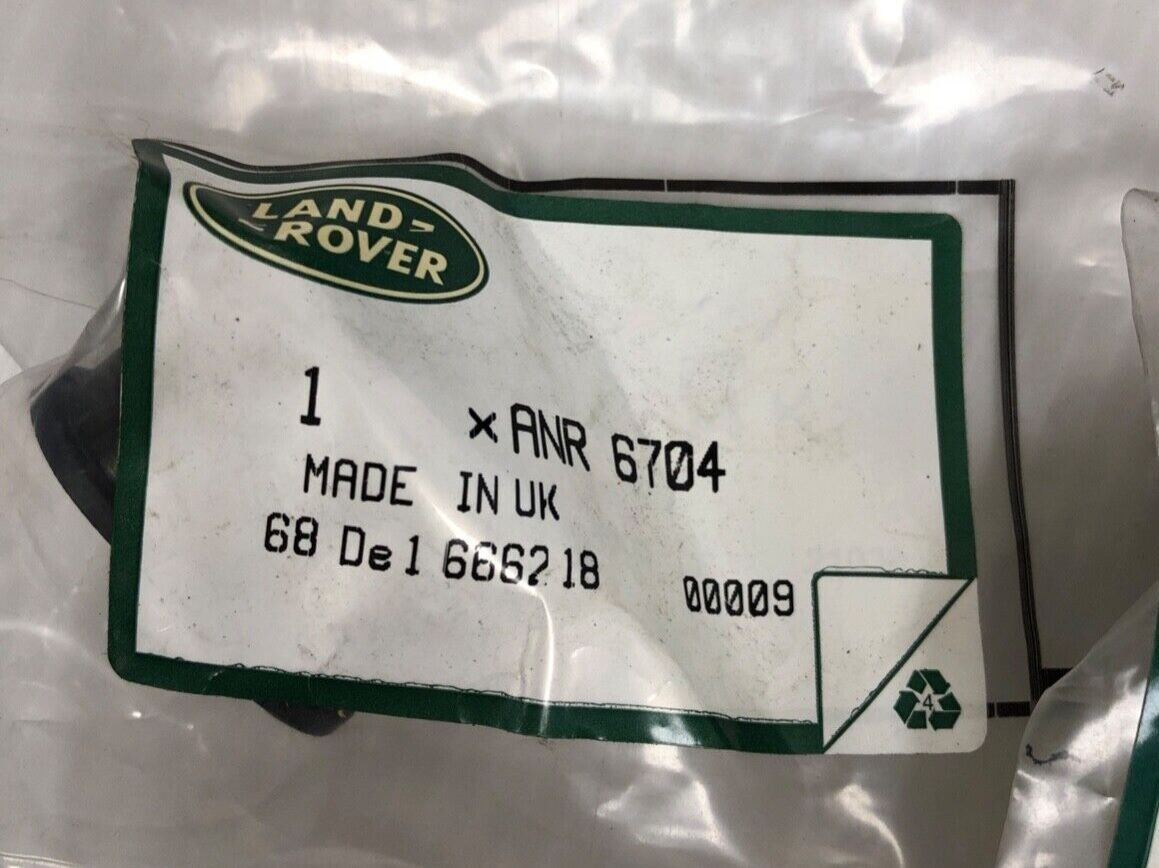 LAND-
ROVER
1 x ANR 6704
MADE IN UK
68 De1 666218
00009
4